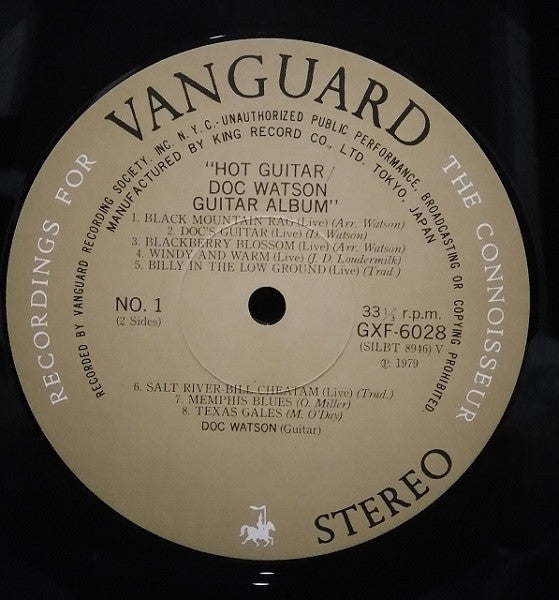 VANGUARD
RECORDINGS FOR THE CONNOISSEUR
RECORDED BY VANGUARD RECORDING SOCIETY, INC. N.Y.C.·UNAUTHORIZED PUBLIC PERFORMANCE, BROADCASTING OR COPYING PROHIBITED.
MANUFACTURED BY KING RECORD CO., LTD. TOKYO, JAPAN
"HOT GUITAR/
DOC WATSON
GUITAR ALBUM"
1. BLACK MOUNTAIN RAG (Live) (Arr. Watson)
2. DOC'S GUITAR (Live) (D. Watson)
3. BLACKBERRY BLOSSOM (Live) (Arr. Watson)
4. WINDY AND WARM (Live) (J. D. Loudermilk)
5. BILLY IN THE LOW GROUND (Live) (Trad.)
NO. 1
(2 Sides)
33 1/3 r.p.m.
GXF-6028
(SILBT 8946) V
℗ 1979
6. SALT RIVER-BILL CHEATAM (Live) (Trad.)
7. MEMPHIS BLUES (O. Miller)
8. TEXAS GALES (M. O'Day)
DOC WATSON (Guitar)
STEREO